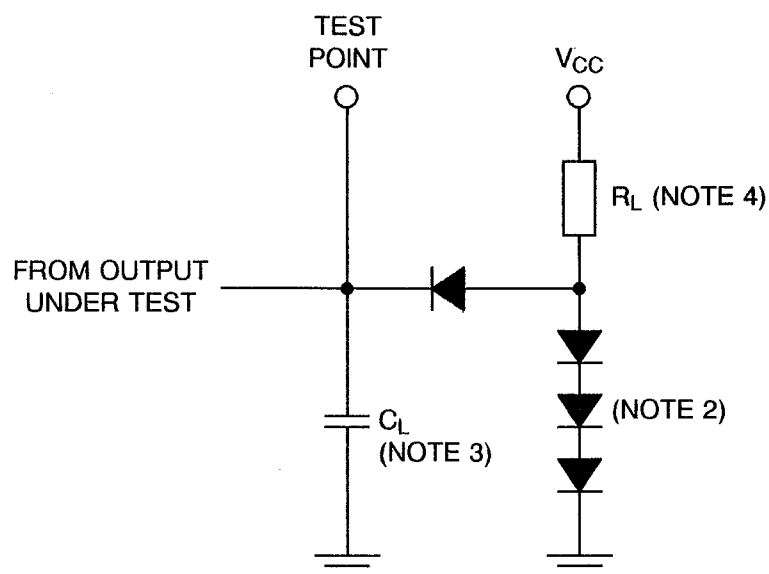 TEST
POINT
VCC
RL (NOTE 4)
FROM OUTPUT
UNDER TEST
(NOTE 2)
CL
(NOTE 3)